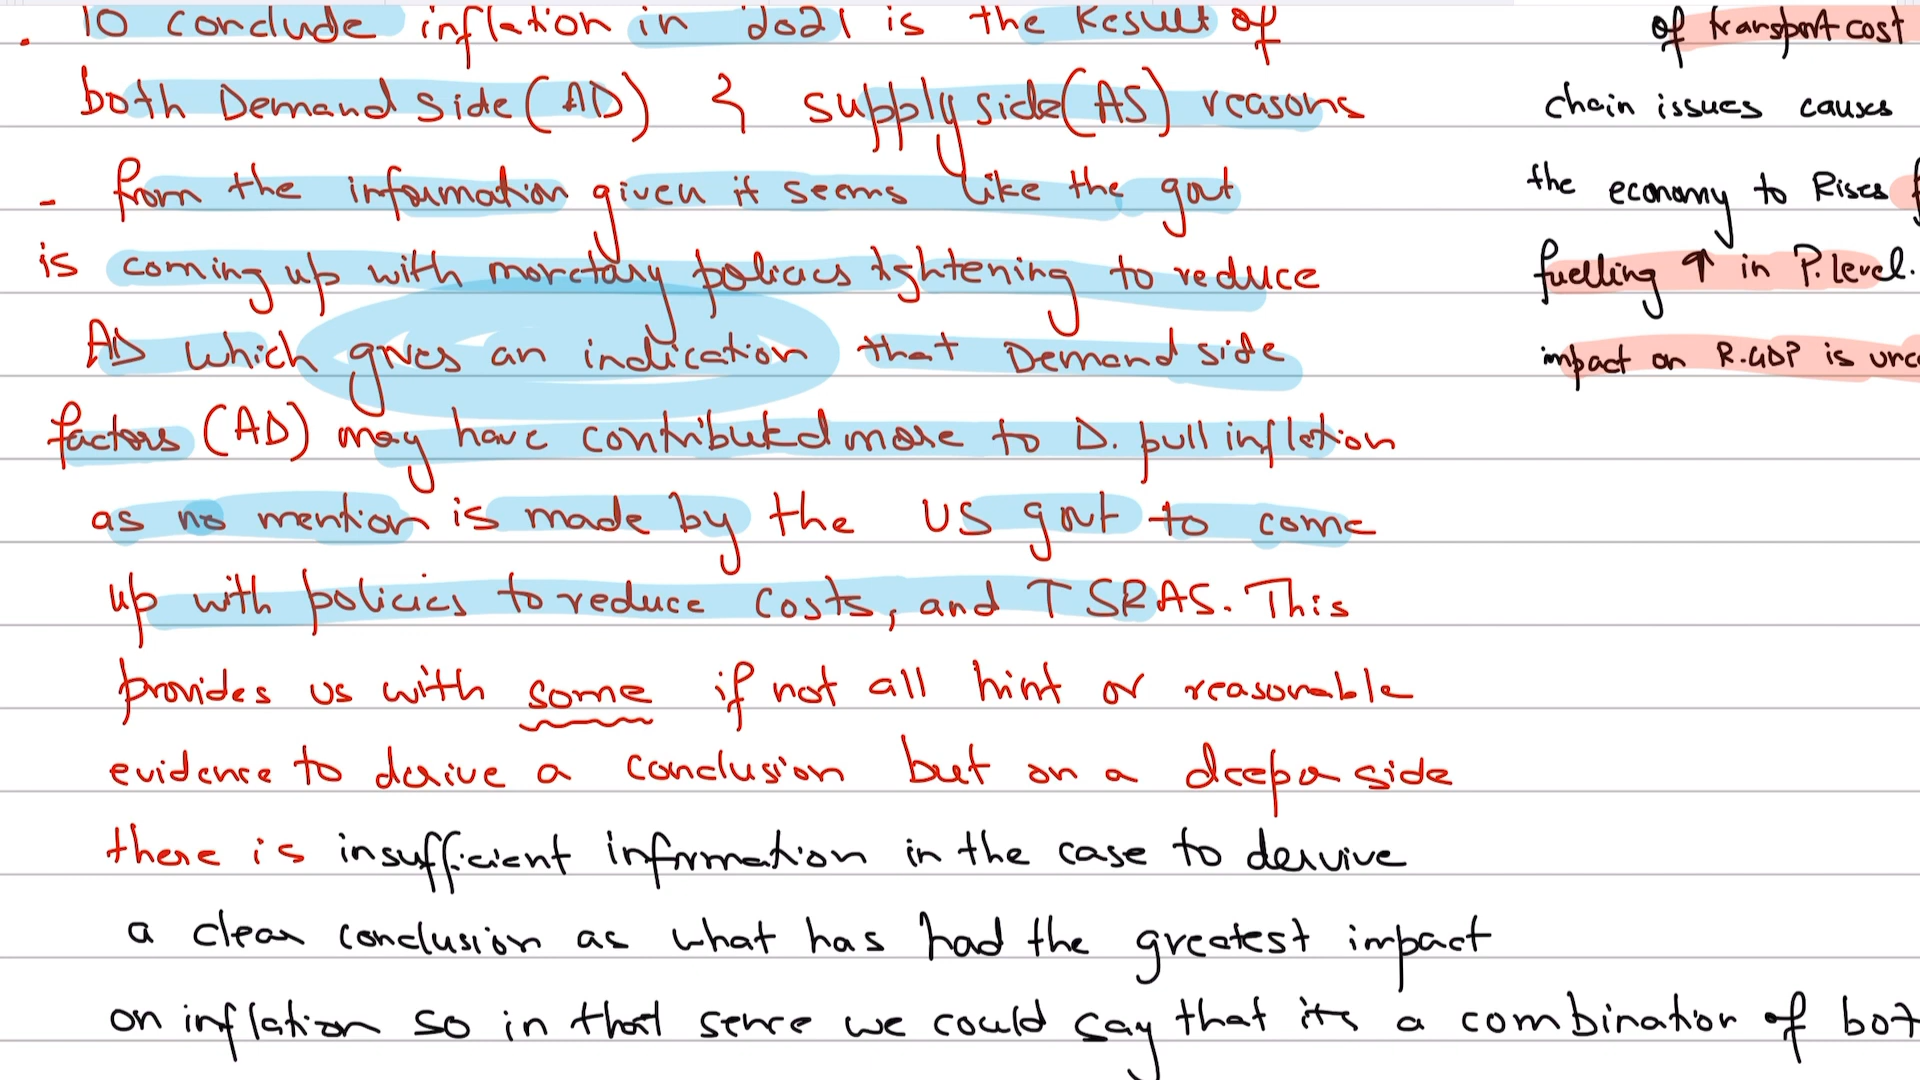 . To conclude inflation in 2021 is the Result of
both Demand Side (AD) & supply side (AS) reasons
- from the information given it seems like the govt
is coming up with monetary policies tightening to reduce
AD which gives an indication that Demand side
factors (AD) may have contributed more to D. pull inflation
as no mention is made by the US govt to come
up with policies to reduce costs, and ↑ SRAS. This
provides us with some if not all hint or reasonable
evidence to derive a conclusion but on a deeper side
there is insufficient information in the case to dervive
a clear conclusion as what has had the greatest impact
on inflation so in that sense we could say that its a combination of
of transport cost
chain issues causes
the economy to Rises
fuelling ↑ in P. level.
impact on R.GDP is